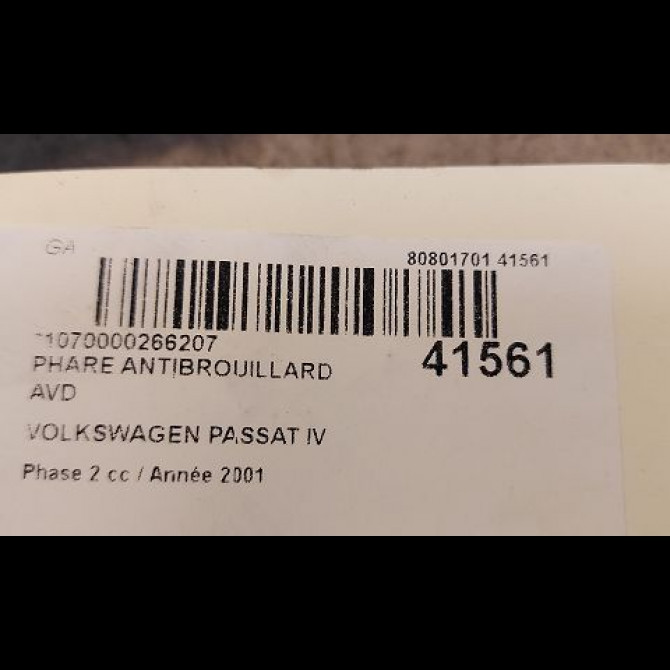 GA
80801701 41561
1070000266207
41561
PHARE ANTIBROUILLARD
AVD
VOLKSWAGEN PASSAT IV
Phase 2 cc / Année 2001